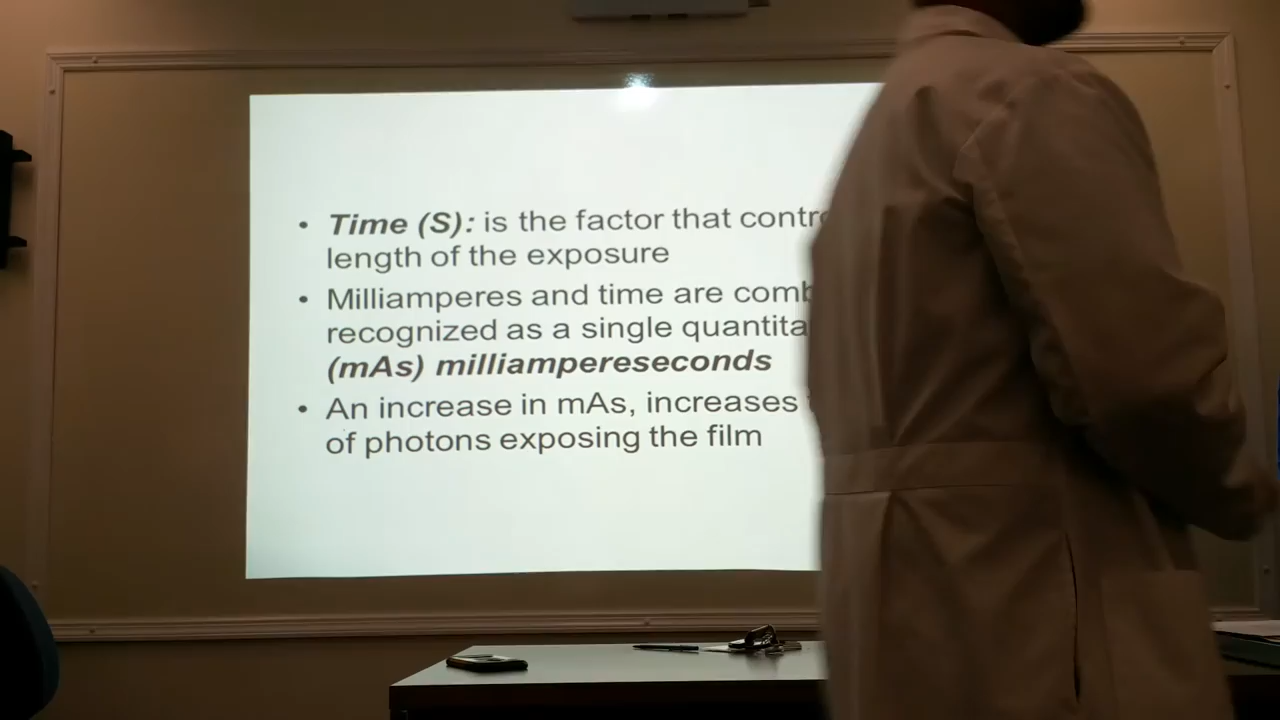 • Time (S): is the factor that contr
length of the exposure
• Milliamperes and time are comb
recognized as a single quantita
(mAs) milliampereseconds
• An increase in mAs, increases
of photons exposing the film